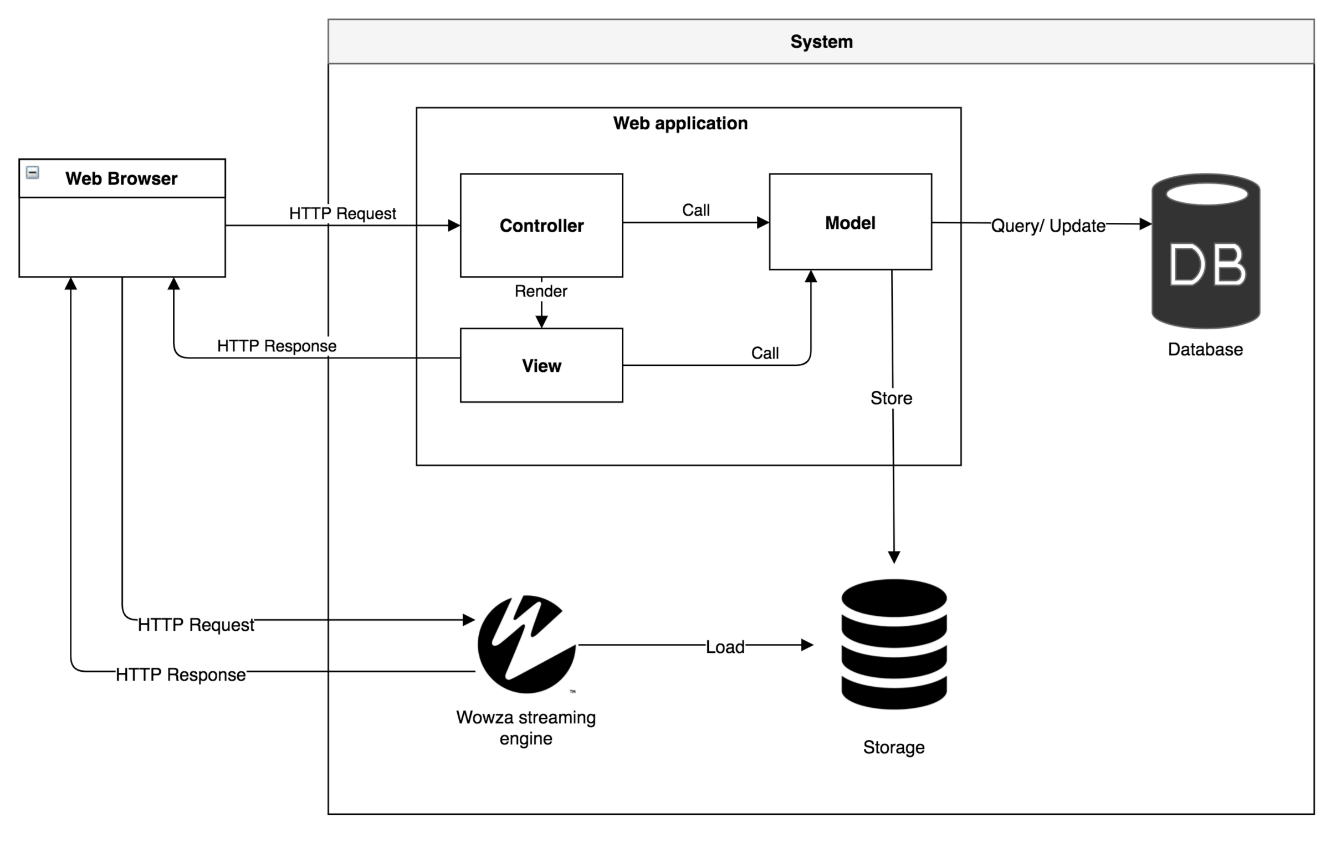 System
Web application
Web Browser
HTTP Request
Controller
Call
Model
Query/ Update
DB
Render
HTTP Response
View
Call
Database
Store
HTTP Request
Load
HTTP Response
™
Wowza streaming
engine
Storage